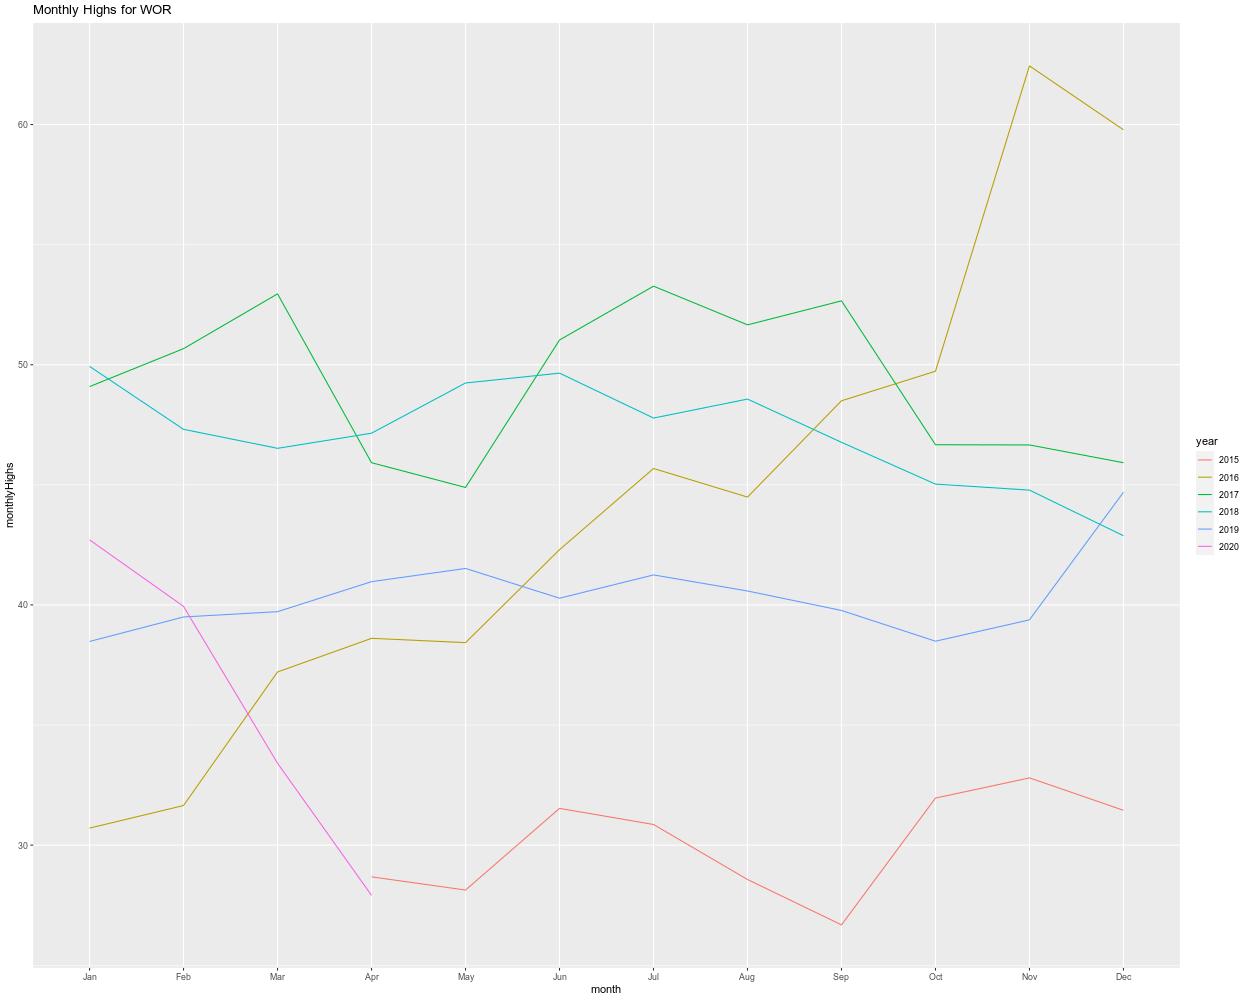 Monthly Highs for WOR
60
50
40
30
monthlyHighs
Jan Feb Mar Apr May Jun Jul Aug Sep Oct Nov Dec
month
year
2015
2016
2017
2018
2019
2020